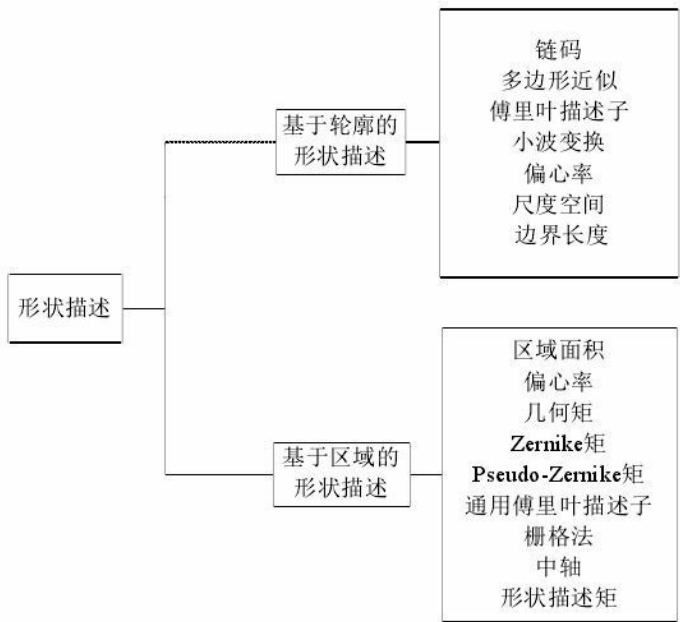 形状描述
基于轮廓的
形状描述
链码
多边形近似
傅里叶描述子
小波变换
偏心率
尺度空间
边界长度
基于区域的
形状描述
区域面积
偏心率
几何矩
Zernike矩
Pseudo-Zernike矩
通用傅里叶描述子
栅格法
中轴
形状描述矩